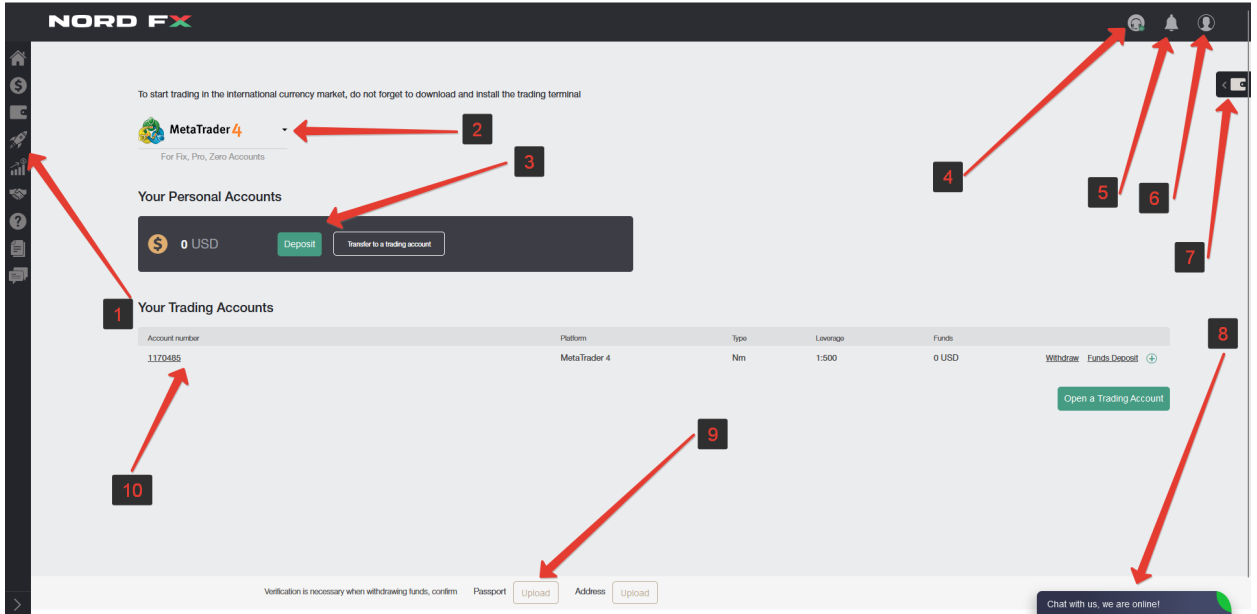 NORD FX
To start trading in the international currency market, do not forget to download and install the trading terminal
MetaTrader 4
2
For Fix, Pro, Zero Accounts
3
4
5
6
Your Personal Accounts
0 USD
Deposit
Transfer to a trading account
7
1
Your Trading Accounts
8
Account number Platform Type Leverage Funds
1170485 MetaTrader 4 Nm 1:500 0 USD Withdraw Funds Deposit
Open a Trading Account
9
10
Verification is necessary when withdrawing funds, confirm Passport Upload Address Upload
Chat with us, we are online!